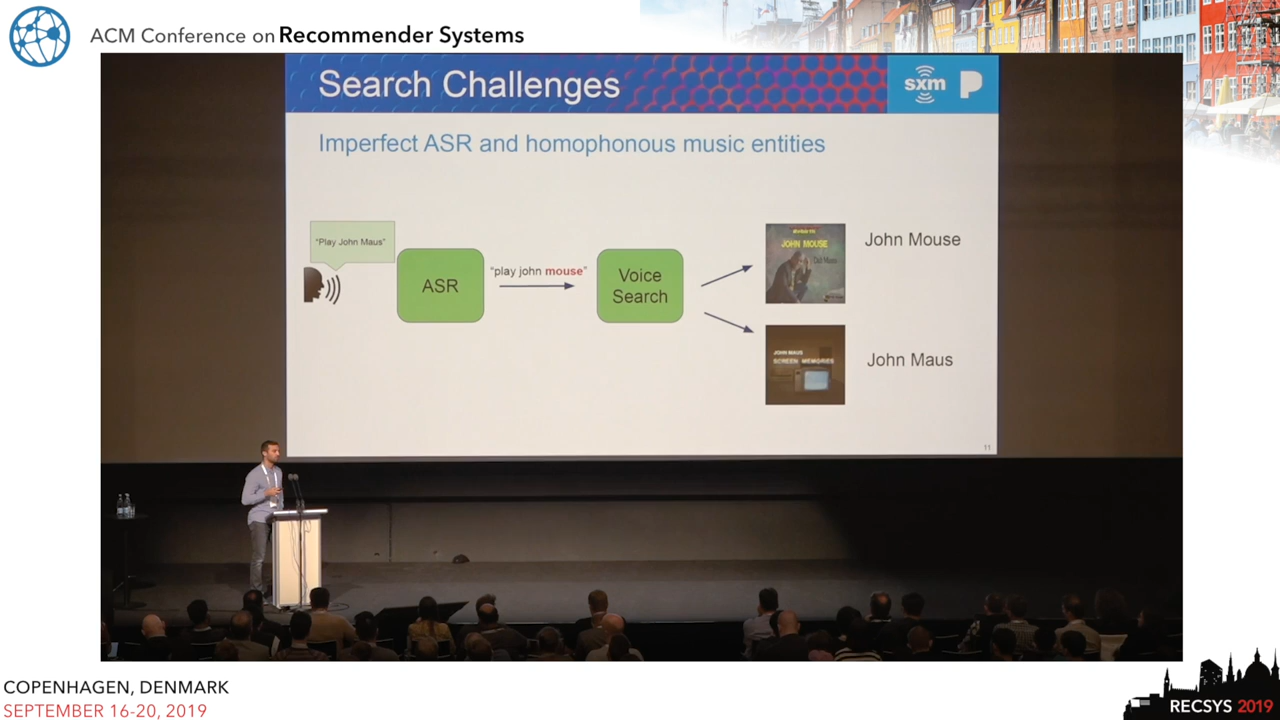 ACM Conference on Recommender Systems
Search Challenges
sxm
Imperfect ASR and homophonous music entities
"Play John Maus"
ASR
"play john mouse"
Voice
Search
JOHN MOUSE
John Mouse
JOHN MAUS
SCREEN MEMORIES
John Maus
11
COPENHAGEN, DENMARK
SEPTEMBER 16-20, 2019
RECSYS 2019